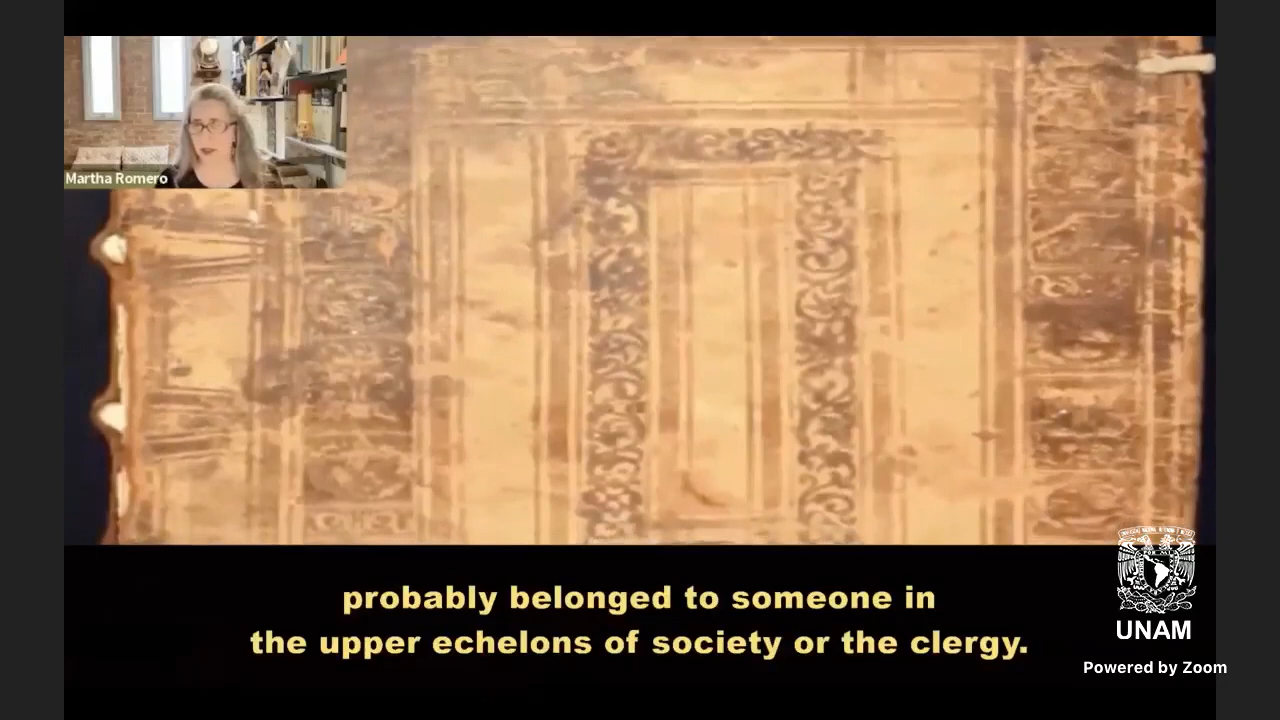 Martha Romero
probably belonged to someone in
the upper echelons of society or the clergy.
UNAM
Powered by Zoom